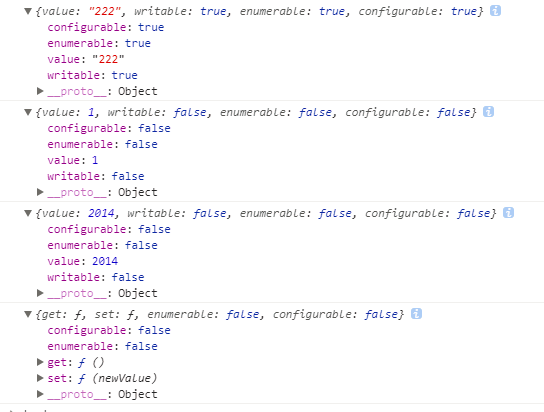 ▼{value: "222", writable: true, enumerable: true, configurable: true} i
configurable: true
enumerable: true
value: "222"
writable: true
▶__proto__: Object
▼{value: 1, writable: false, enumerable: false, configurable: false} i
configurable: false
enumerable: false
value: 1
writable: false
▶__proto__: Object
▼{value: 2014, writable: false, enumerable: false, configurable: false} i
configurable: false
enumerable: false
value: 2014
writable: false
▶__proto__: Object
▼{get: ƒ, set: ƒ, enumerable: false, configurable: false} i
configurable: false
enumerable: false
▶get: ƒ ()
▶set: ƒ (newValue)
▶__proto__: Object